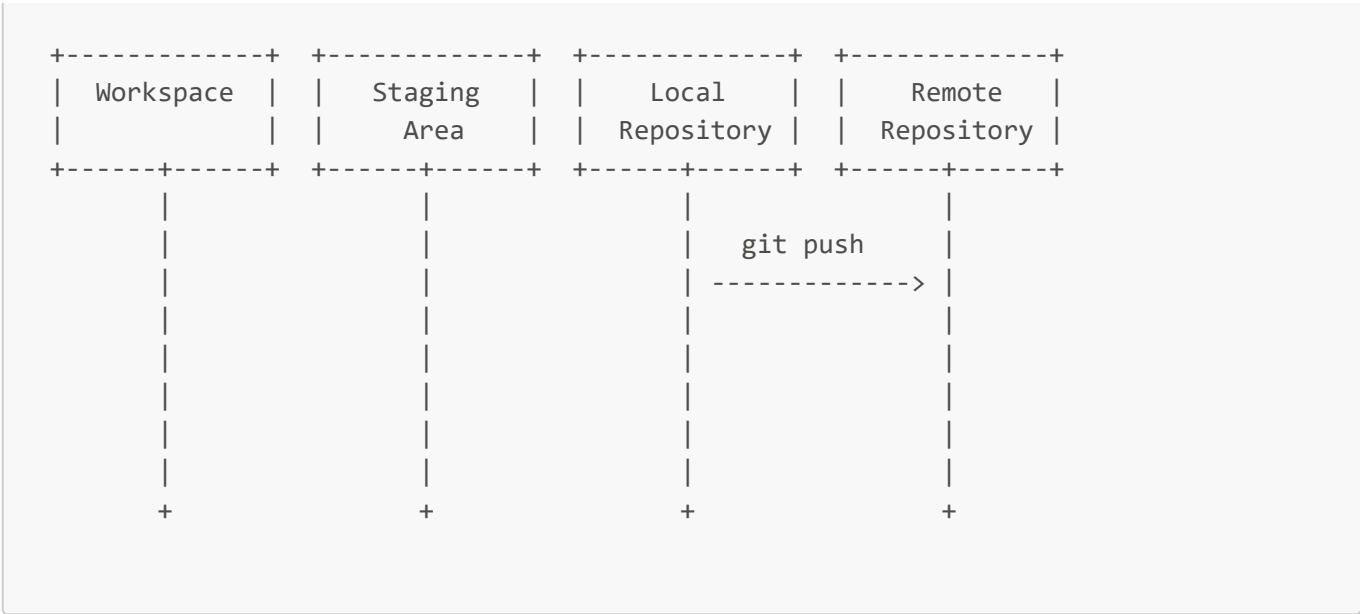 +-------------+  +-------------+  +-------------+  +-------------+
|  Workspace  |  |   Staging   |  |    Local    |  |    Remote   |
|             |  |     Area    |  |  Repository |  |  Repository |
+------+------+  +------+------+  +------+------+  +------+------+
       |                |                |                |
       |                |                |   git push     |
       |                |                | -------------> |
       |                |                |                |
       |                |                |                |
       |                |                |                |
       |                |                |                |
       |                |                |                |
       +                +                +                +